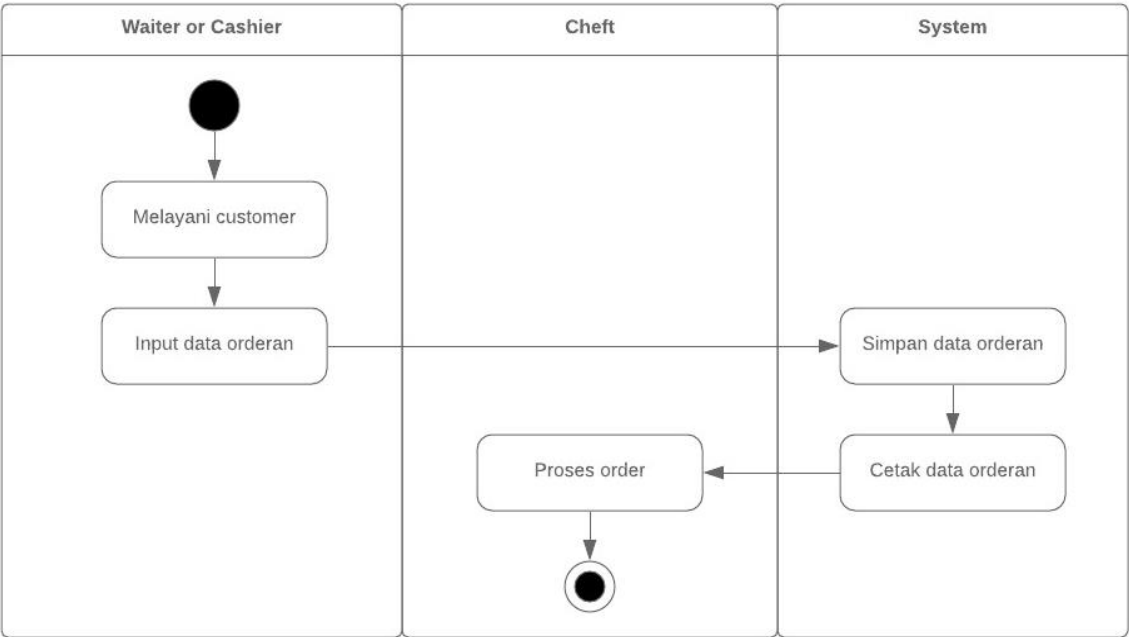 Waiter or Cashier
Cheft
System
Melayani customer
Input data orderan
Simpan data orderan
Proses order
Cetak data orderan